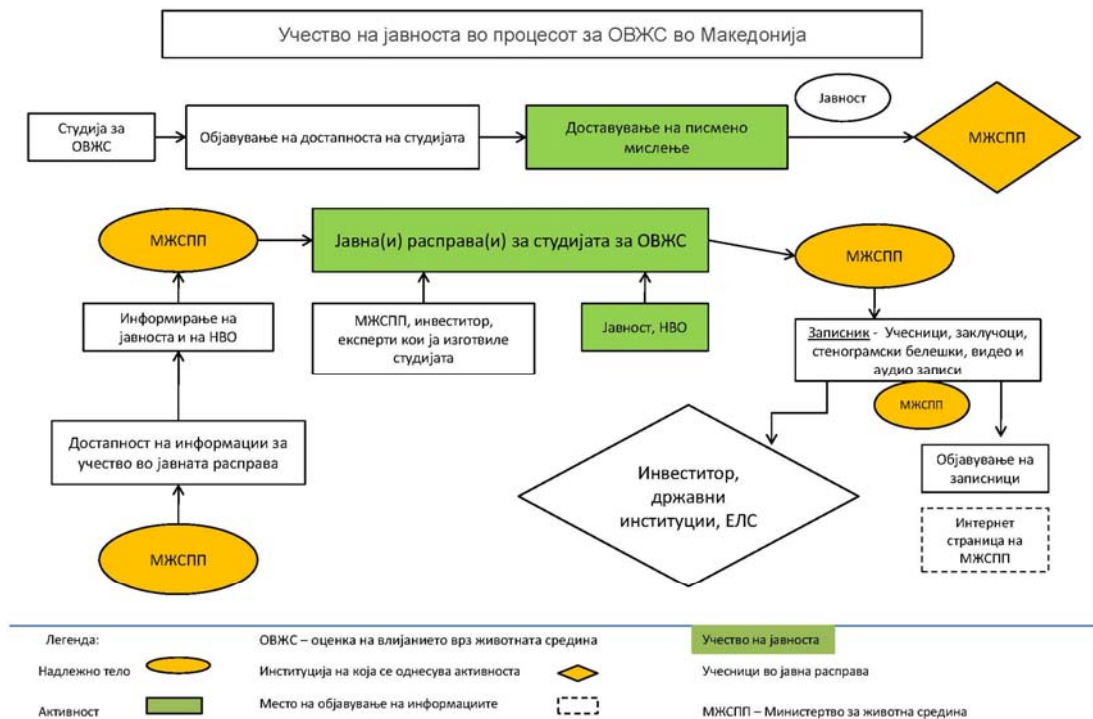 Учество на јавноста во процесот за ОВЖС во Македонија
Студија за
ОВЖС
Објавување на достапноста на студијата
Доставување на писмено
мислење
Јавност
МЖСПП
МЖСПП
Јавна(и) расправа(и) за студијата за ОВЖС
МЖСПП
Информирање на
јавноста и на НВО
МЖСПП, инвеститор,
експерти кои ја изготвиле
студијата
Јавност, НВО
Записник - Учесници, заклучоци,
стенограмски белешки, видео и
аудио записи
МЖСПП
Достапност на информации за
учество во јавната расправа
Инвеститор,
државни
институции, ЕЛС
Објавување на
записници
Интернет
страница на
МЖСПП
МЖСПП
Легенда:
ОВЖС – оценка на влијанието врз животната средина
Учество на јавноста
Надлежно тело
Институција на која се однесува активноста
Учесници во јавна расправа
Активност
Место на објавување на информациите
МЖСПП – Министертво за животна средина